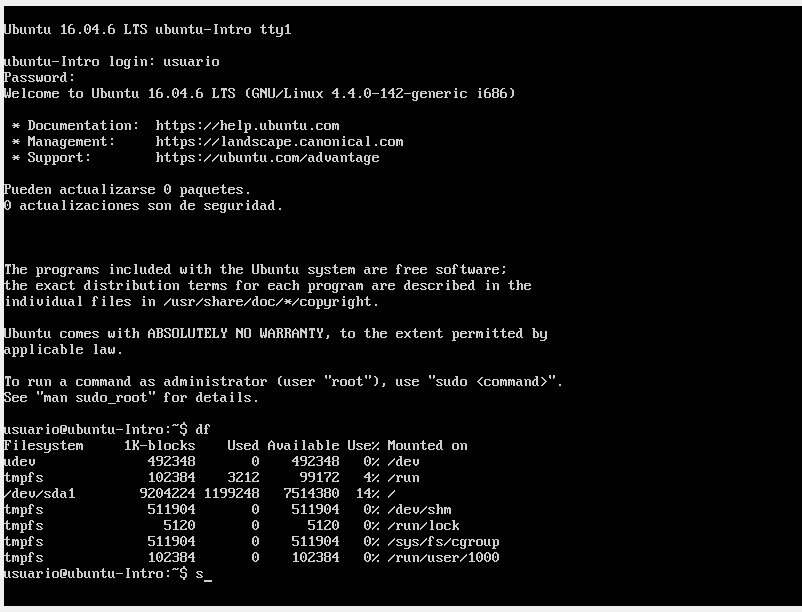 Ubuntu 16.04.6 LTS ubuntu-Intro tty1
ubuntu-Intro login: usuario
Password:
Welcome to Ubuntu 16.04.6 LTS (GNU/Linux 4.4.0-142-generic i686)
* Documentation:  https://help.ubuntu.com
* Management:     https://landscape.canonical.com
* Support:        https://ubuntu.com/advantage
Pueden actualizarse 0 paquetes.
0 actualizaciones son de seguridad.
The programs included with the Ubuntu system are free software;
the exact distribution terms for each program are described in the
individual files in /usr/share/doc/*/copyright.
Ubuntu comes with ABSOLUTELY NO WARRANTY, to the extent permitted by
applicable law.
To run a command as administrator (user "root"), use "sudo <command>".
See "man sudo_root" for details.
usuario@ubuntu-Intro:~$ df
Filesystem     1K-blocks    Used Available Use% Mounted on
udev              492348       0    492348   0% /dev
tmpfs             102384    3212     99172   4% /run
/dev/sda1        9204224 1199248   7514380  14% /
tmpfs             511904       0    511904   0% /dev/shm
tmpfs               5120       0      5120   0% /run/lock
tmpfs             511904       0    511904   0% /sys/fs/cgroup
tmpfs             102384       0    102384   0% /run/user/1000
usuario@ubuntu-Intro:~$ s_